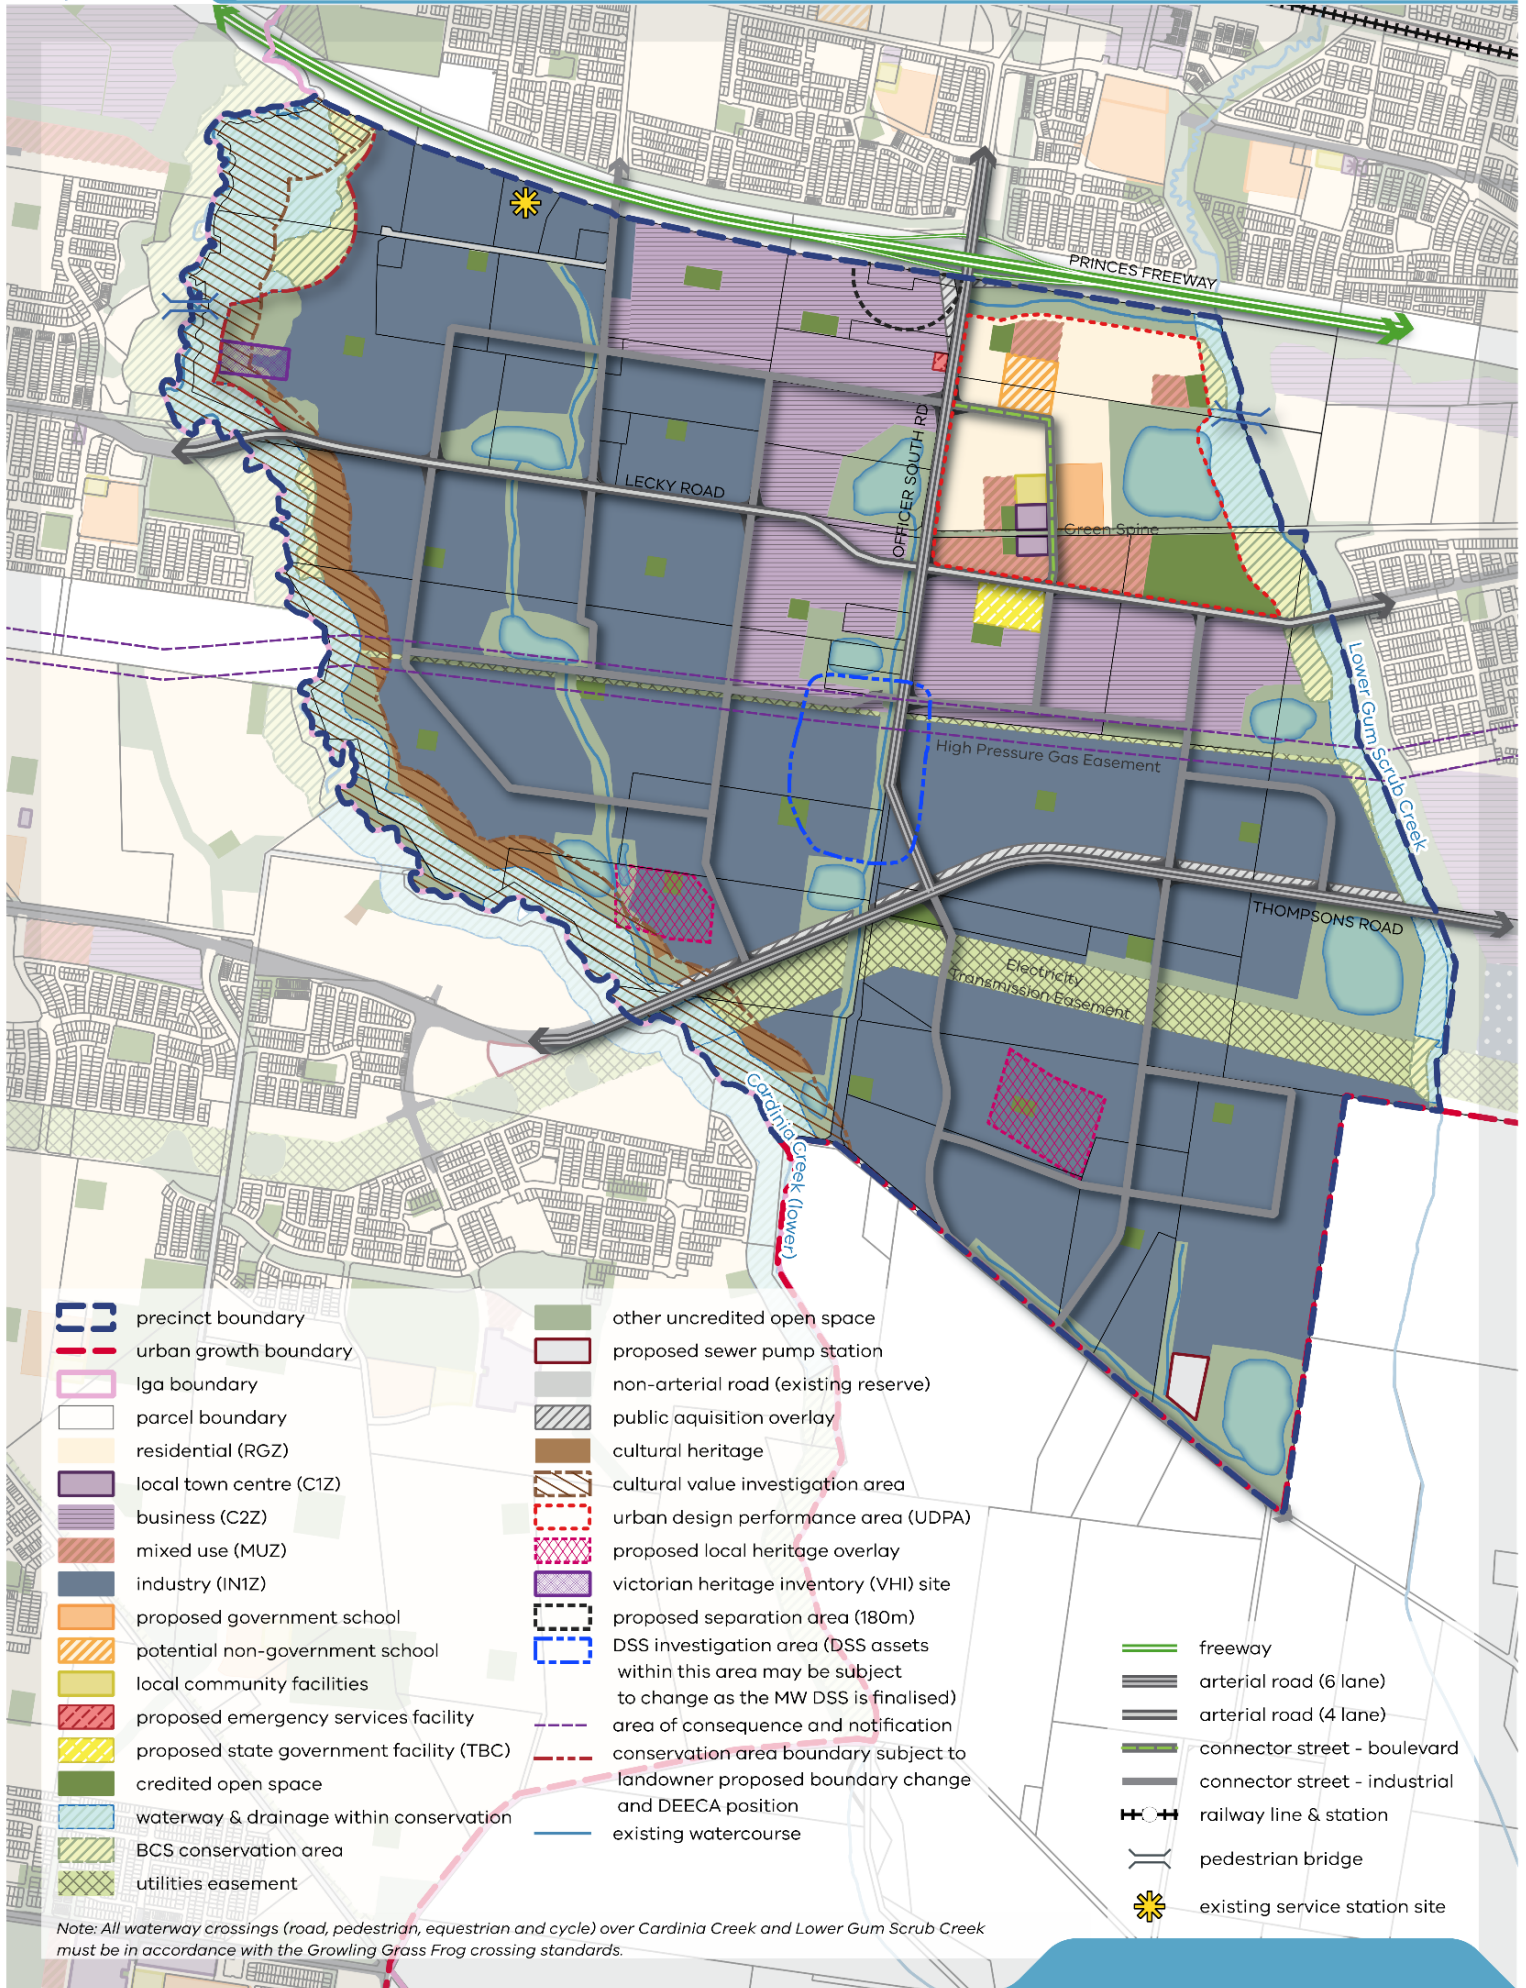 PRINCES FREEWAY
OFFICER SOUTH RD
LECKY ROAD
Green Spine
Lower Gum Scrub Creek
High Pressure Gas Easement
THOMPSONS ROAD
Electricity
Transmission Easement
Cardinia Creek (lower)
precinct boundary
urban growth boundary
lga boundary
parcel boundary
residential (RGZ)
local town centre (C1Z)
business (C2Z)
mixed use (MUZ)
industry (IN1Z)
proposed government school
potential non-government school
local community facilities
proposed emergency services facility
proposed state government facility (TBC)
credited open space
waterway & drainage within conservation
BCS conservation area
utilities easement
other uncredited open space
proposed sewer pump station
non-arterial road (existing reserve)
public aquisition overlay
cultural heritage
cultural value investigation area
urban design performance area (UDPA)
proposed local heritage overlay
victorian heritage inventory (VHI) site
proposed separation area (180m)
DSS investigation area (DSS assets
within this area may be subject
to change as the MW DSS is finalised)
area of consequence and notification
conservation area boundary subject to
landowner proposed boundary change
and DEECA position
existing watercourse
freeway
arterial road (6 lane)
arterial road (4 lane)
connector street - boulevard
connector street - industrial
railway line & station
pedestrian bridge
existing service station site
Note: All waterway crossings (road, pedestrian, equestrian and cycle) over Cardinia Creek and Lower Gum Scrub Creek
must be in accordance with the Growling Grass Frog crossing standards.